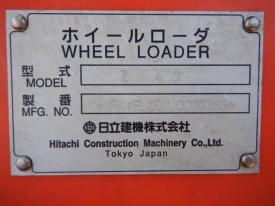 ホイールローダ
WHEEL LOADER
型式
MODEL
製番
MFG. NO.
日立建機株式会社
Hitachi Construction Machinery Co.,Ltd.
Tokyo Japan